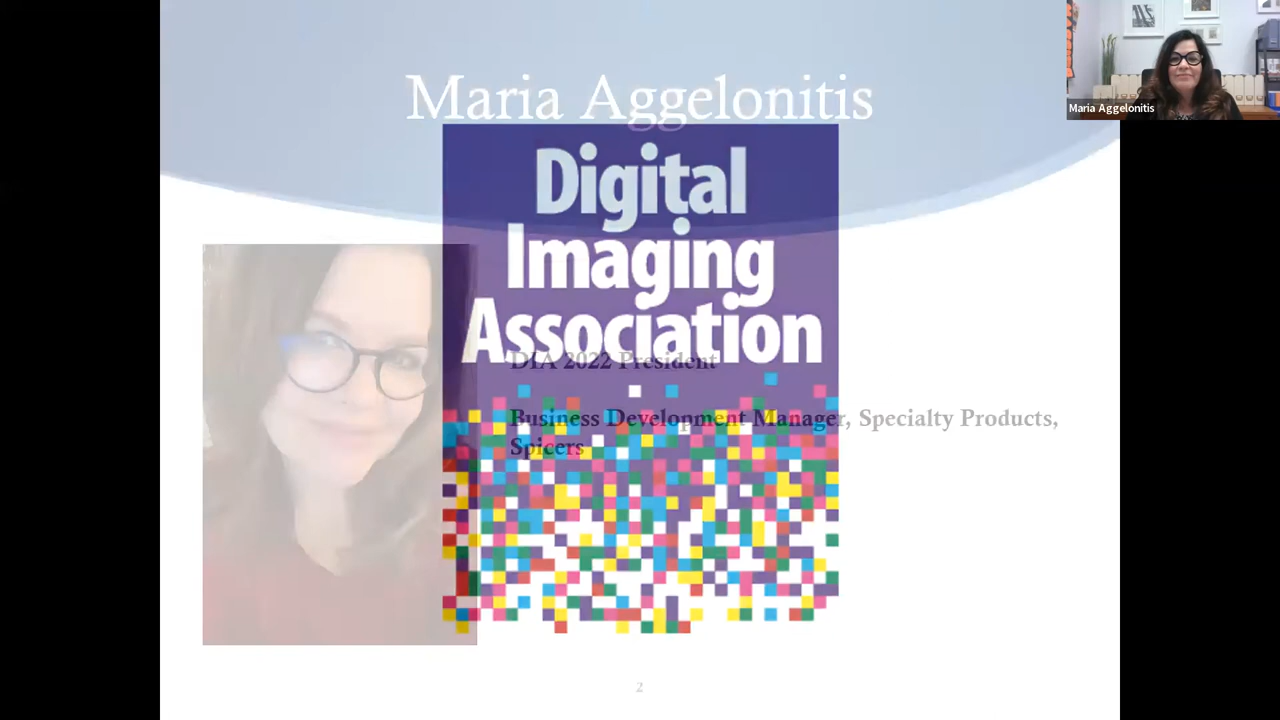 Maria Aggelonitis
Maria Aggelonitis
Digital
Imaging
Association
DIA 2022 President
Business Development Manager, Specialty Products,
Spicers
2